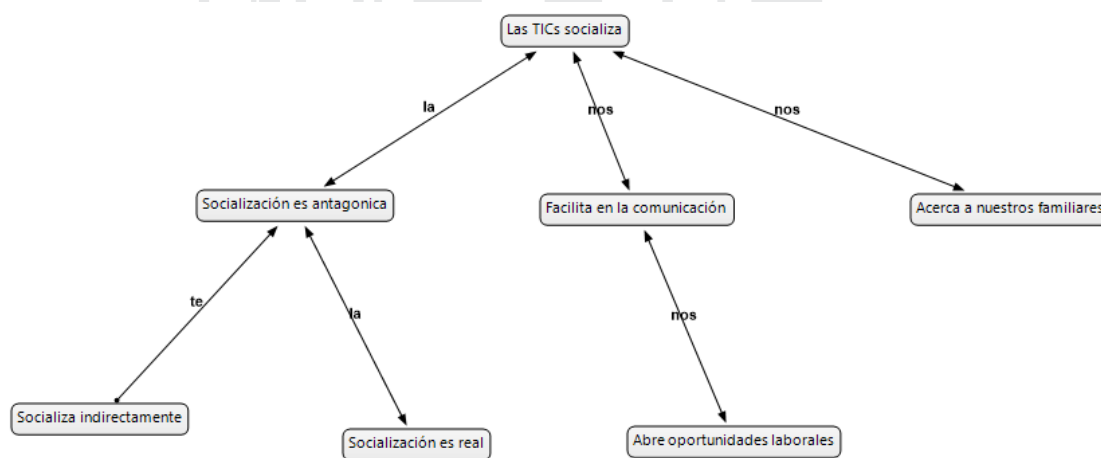 Las TICs socializa
la
nos
nos
Socialización es antagonica
Facilita en la comunicación
Acerca a nuestros familiares
te
la
nos
Socializa indirectamente
Socialización es real
Abre oportunidades laborales